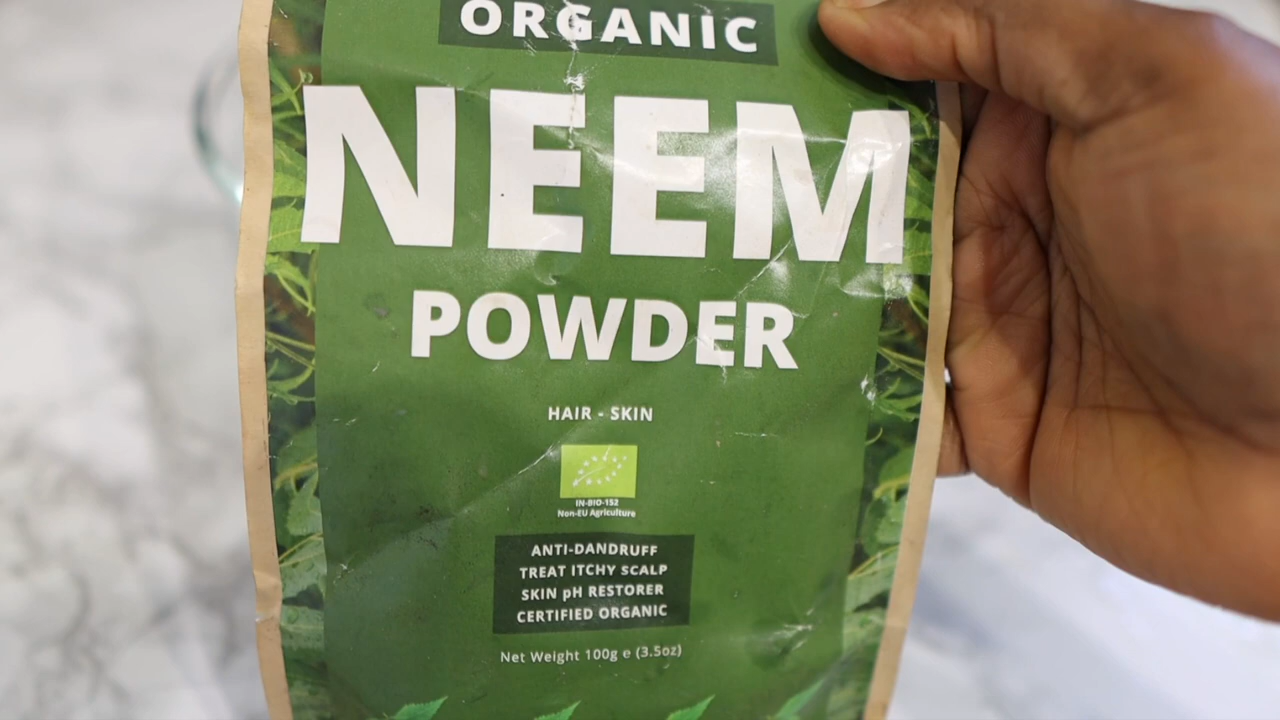 ORGANIC
NEEM
POWDER
HAIR - SKIN
IN-BIO-152
Non-EU Agriculture
ANTI-DANDRUFF
TREAT ITCHY SCALP
SKIN pH RESTORER
CERTIFIED ORGANIC
Net Weight 100g e (3.5oz)